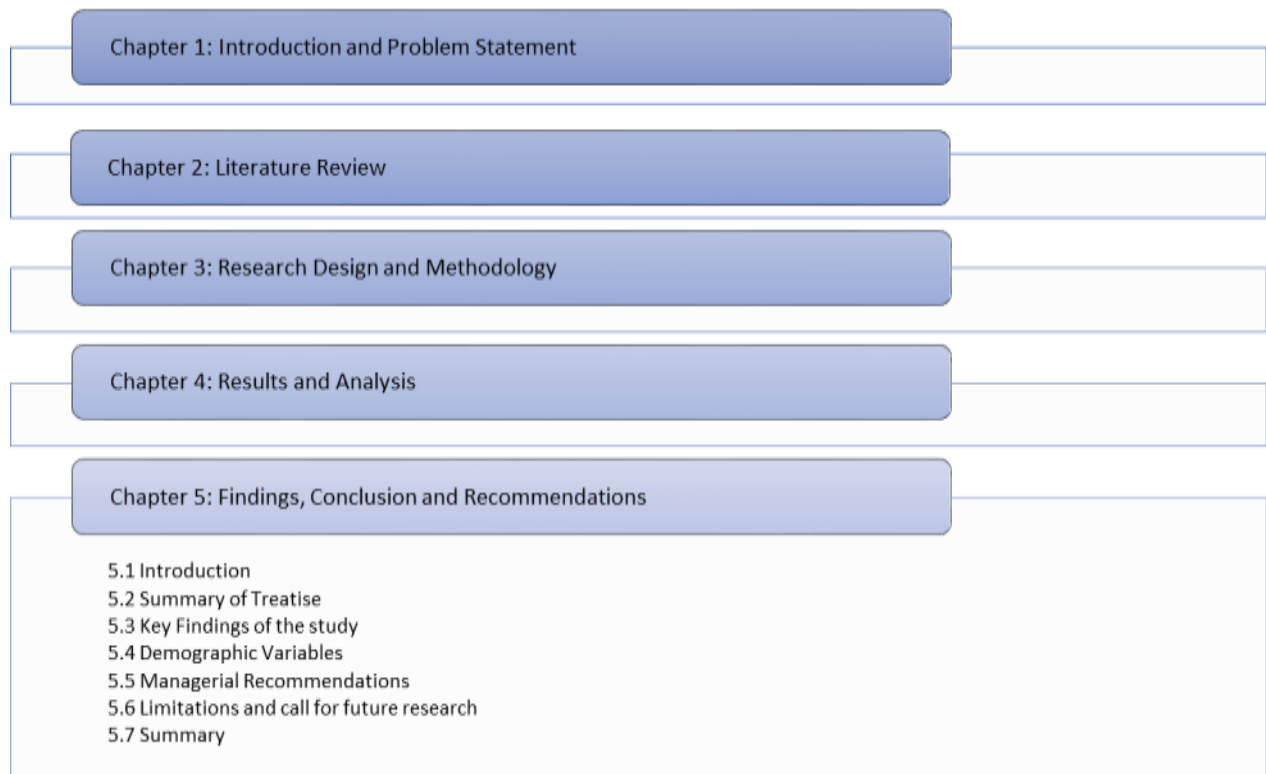 Chapter 1: Introduction and Problem Statement
Chapter 2: Literature Review
Chapter 3: Research Design and Methodology
Chapter 4: Results and Analysis
Chapter 5: Findings, Conclusion and Recommendations
5.1 Introduction
5.2 Summary of Treatise
5.3 Key Findings of the study
5.4 Demographic Variables
5.5 Managerial Recommendations
5.6 Limitations and call for future research
5.7 Summary